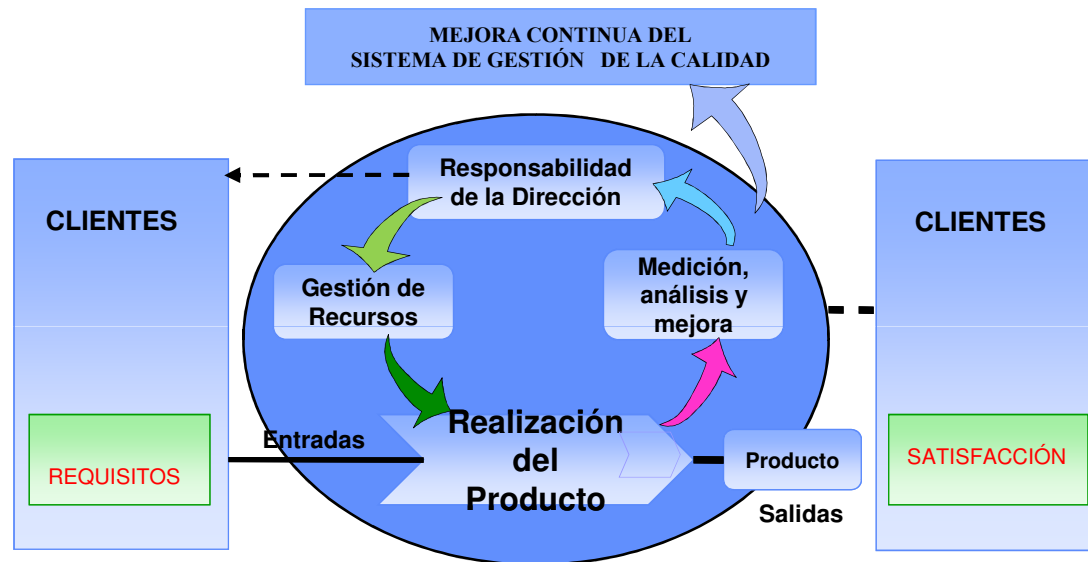 MEJORA CONTINUA DEL
SISTEMA DE GESTIÓN DE LA CALIDAD
Responsabilidad
de la Dirección
CLIENTES
CLIENTES
Gestión de
Recursos
Medición,
análisis y
mejora
Entradas
Realización
del
Producto
REQUISITOS
Producto
Salidas
SATISFACCIÓN